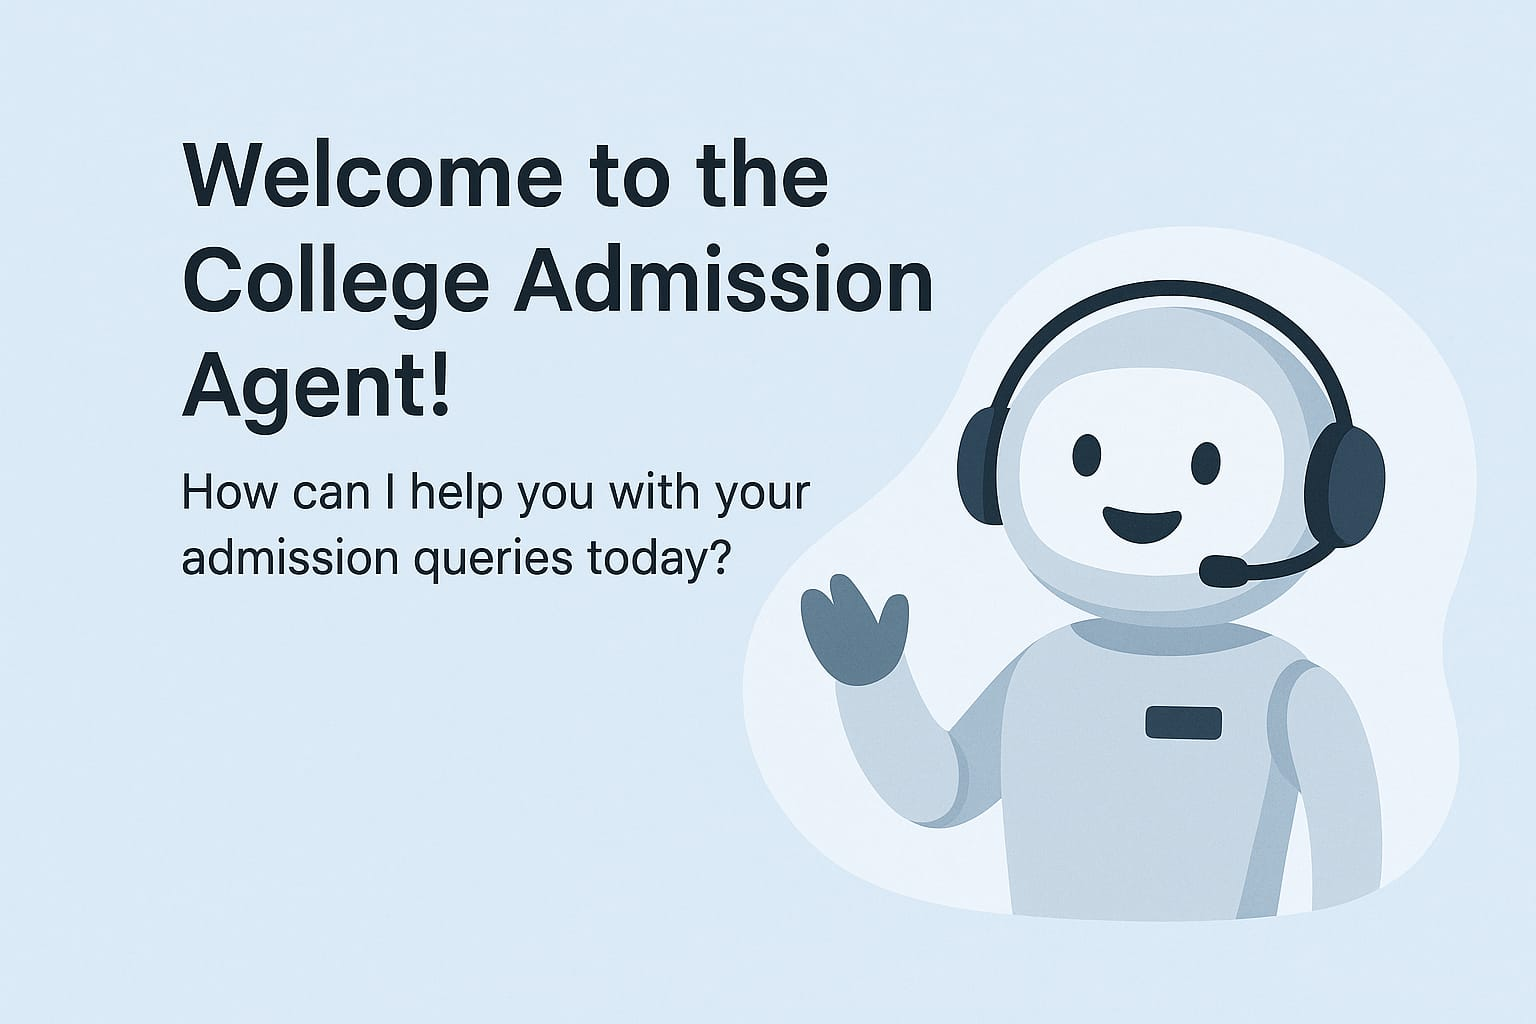 Welcome to the
College Admission
Agent!
How can I help you with your
admission queries today?